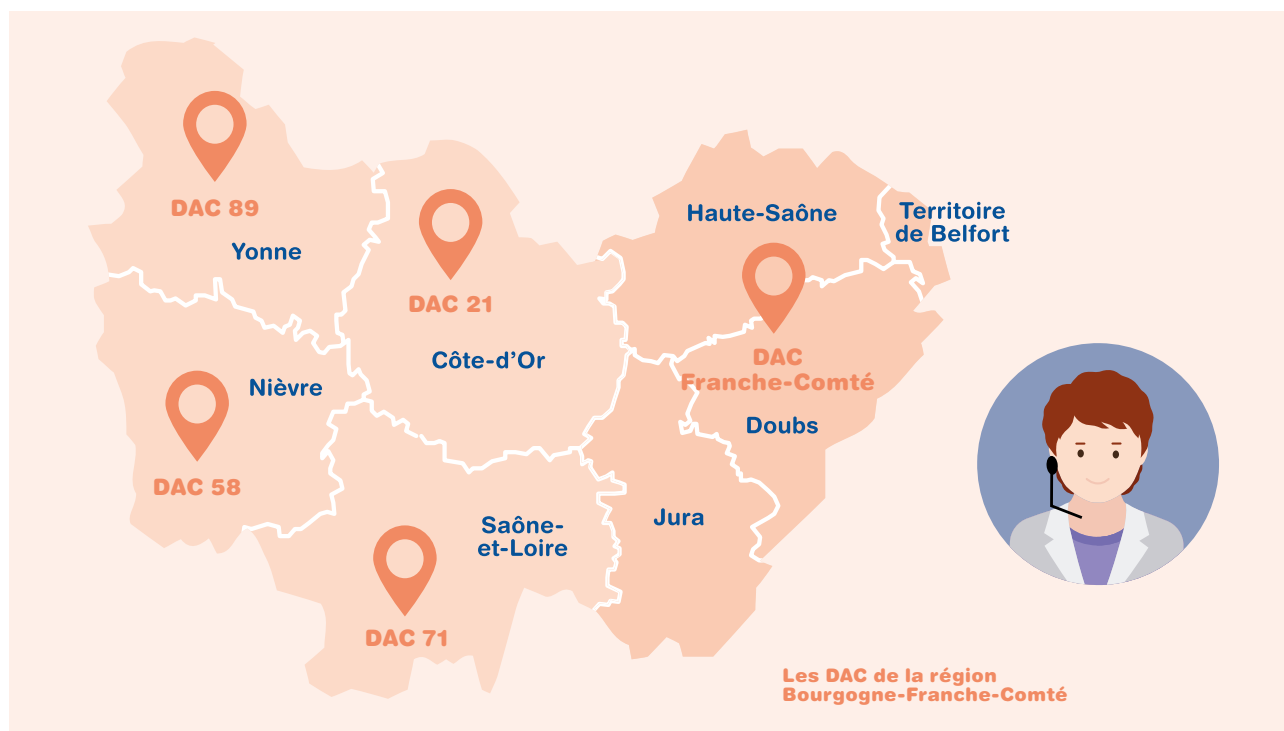 DAC 89
Yonne
DAC 21
Côte-d’Or
Haute-Saône
Territoire
de Belfort
DAC
Franche-Comté
Doubs
Nièvre
DAC 58
Saône-
et-Loire
Jura
DAC 71
Les DAC de la région
Bourgogne-Franche-Comté